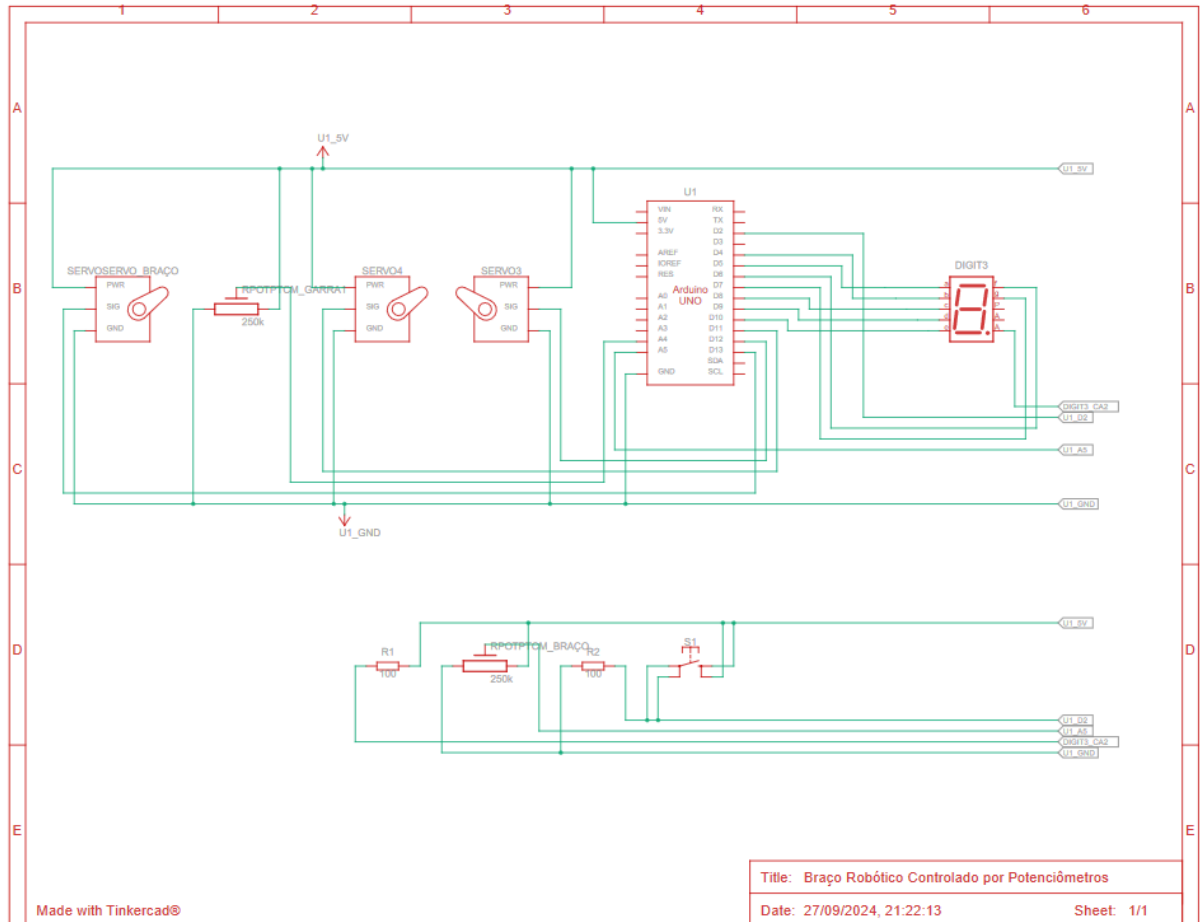 1 2 3 4 5 6
A A
U1_5V
U1_5V
U1
VIN RX
5V TX
3.3V D2
D3
AREF D4
IOREF D5
RES D6
D7
A0 D8
A1 D9
A2 D10
A3 D11
A4 D12
A5 D13
SDA
GND SCL
Arduino
UNO
SERVOSERVO_BRAÇO
PWR
SIG
GND
RPOTPTCM_GARRA1
250k
SERVO4
PWR
SIG
GND
SERVO3
PWR
SIG
GND
DIGIT3
B B
DIGIT3_CA2
U1_D2
U1_A5
C C
U1_GND
U1_GND
U1_5V
D D
R1
100
RPOTPTCM_BRAÇO
250k
R2
100
S1
U1_D2
U1_A5
DIGIT3_CA2
U1_GND
E E
Title: Braço Robótico Controlado por Potenciômetros
Made with Tinkercad®
Date: 27/09/2024, 21:22:13 Sheet: 1/1